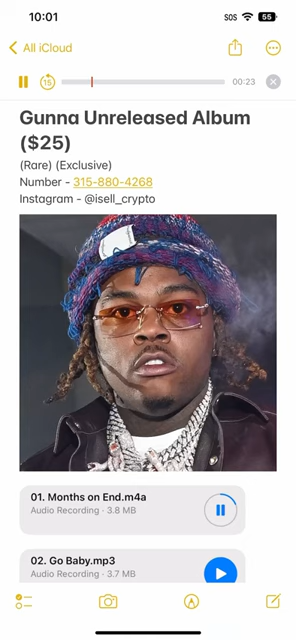 10:01
SOS 55
All iCloud
15
00:23
Gunna Unreleased Album
($25)
(Rare) (Exclusive)
Number - 315-880-4268
Instagram - @isell_crypto
01. Months on End.m4a
Audio Recording · 3.8 MB
02. Go Baby.mp3
Audio Recording · 3.7 MB